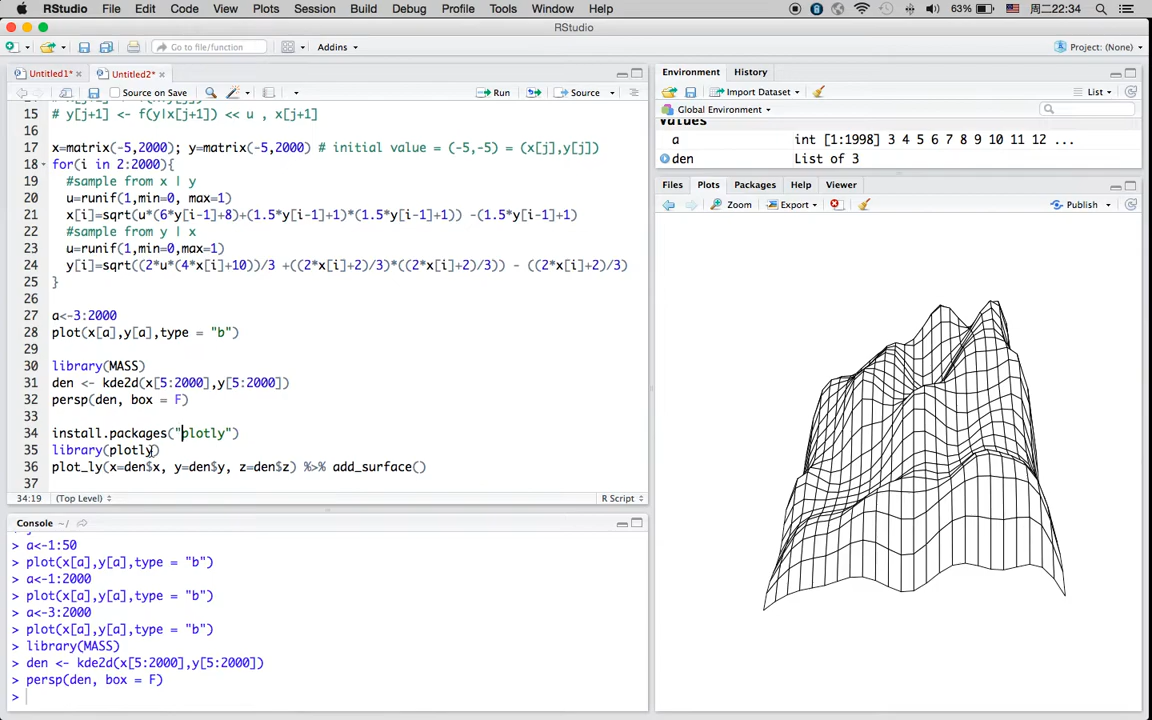 RStudio File Edit Code View Plots Session Build Debug Profile Tools Window Help 63% 周二22:34
RStudio
Go to file/function Addins Project: (None)
Untitled1* Untitled2*
Source on Save Run Source
15 # y[j+1] <- f(y|x[j+1]) << u , x[j+1]
16
17 x=matrix(-5,2000); y=matrix(-5,2000) # initial value = (-5,-5) = (x[j],y[j])
18 for(i in 2:2000){
19 #sample from x | y
20 u=runif(1,min=0, max=1)
21 x[i]=sqrt(u*(6*y[i-1]+8)+(1.5*y[i-1]+1)*(1.5*y[i-1]+1)) -(1.5*y[i-1]+1)
22 #sample from y | x
23 u=runif(1,min=0,max=1)
24 y[i]=sqrt((2*u*(4*x[i]+10))/3 +((2*x[i]+2)/3)*((2*x[i]+2)/3)) - ((2*x[i]+2)/3)
25 }
26
27 a<-3:2000
28 plot(x[a],y[a],type = "b")
29
30 library(MASS)
31 den <- kde2d(x[5:2000],y[5:2000])
32 persp(den, box = F)
33
34 install.packages("plotly")
35 library(plotly)
36 plot_ly(x=den$x, y=den$y, z=den$z) %>% add_surface()
37
34:19 (Top Level) R Script
Console ~/
> a<-1:50
> plot(x[a],y[a],type = "b")
> a<-1:2000
> plot(x[a],y[a],type = "b")
> a<-3:2000
> plot(x[a],y[a],type = "b")
> library(MASS)
> den <- kde2d(x[5:2000],y[5:2000])
> persp(den, box = F)
>
Environment History
Import Dataset List
Global Environment
Values
a int [1:1998] 3 4 5 6 7 8 9 10 11 12 ...
den List of 3
Files Plots Packages Help Viewer
Zoom Export Publish